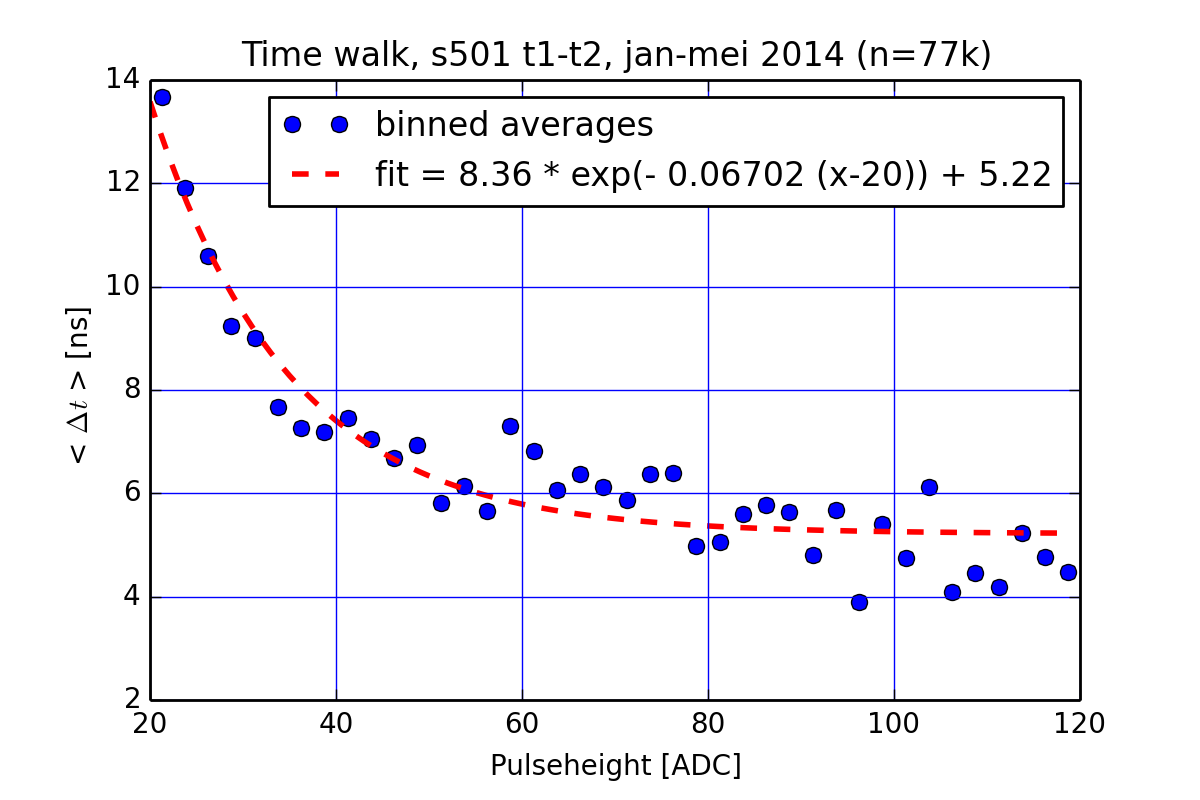 Time walk, s501 t1-t2, jan-mei 2014 (n=77k)
binned averages
fit = 8.36 * exp(- 0.06702 (x-20)) + 5.22
14
12
10
8
6
4
2
< Δt > [ns]
20 40 60 80 100 120
Pulseheight [ADC]